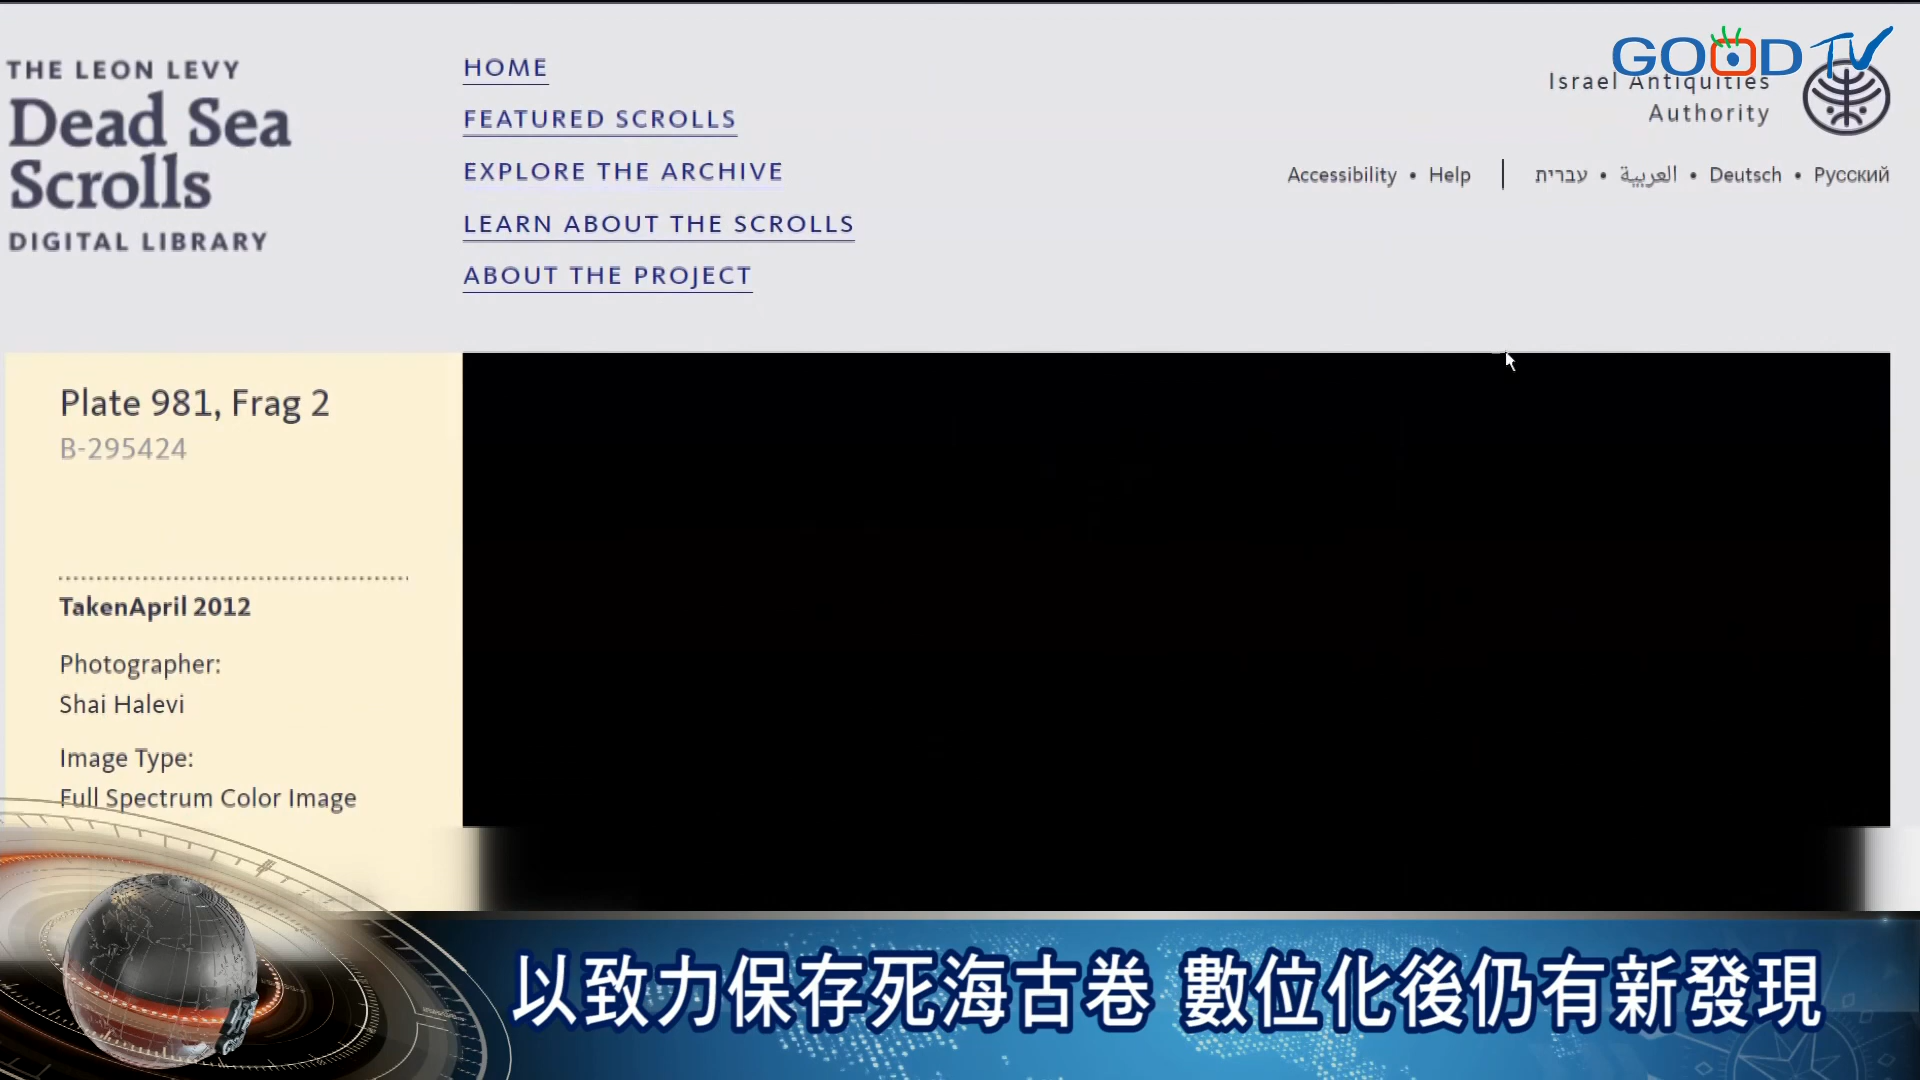 THE LEON LEVY
Dead Sea
Scrolls
DIGITAL LIBRARY
HOME
FEATURED SCROLLS
EXPLORE THE ARCHIVE
LEARN ABOUT THE SCROLLS
ABOUT THE PROJECT
GOOD TV
Israel Antiquities
Authority
Accessibility • Help | עברית • العربية • Deutsch • Русский
Plate 981, Frag 2
B-295424
TakenApril 2012
Photographer:
Shai Halevi
Image Type:
Full Spectrum Color Image
以致力保存死海古卷 數位化後仍有新發現